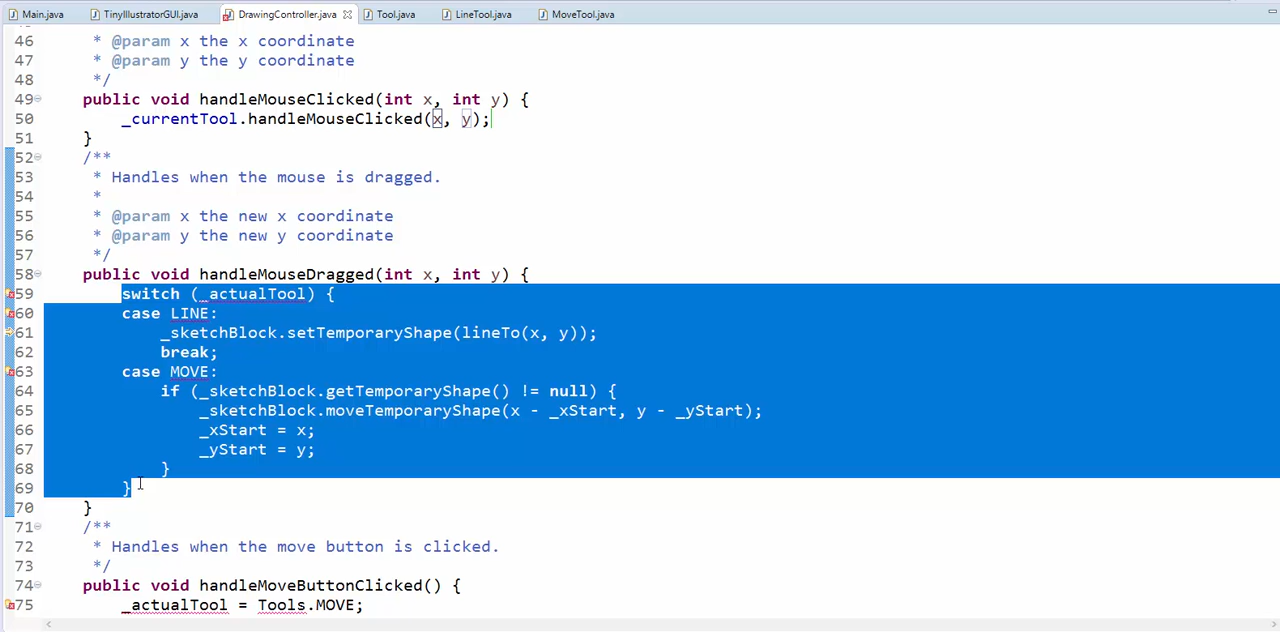 Main.java TinyIllustratorGUI.java DrawingController.java Tool.java LineTool.java MoveTool.java
46 * @param x the x coordinate
47 * @param y the y coordinate
48 */
49 public void handleMouseClicked(int x, int y) {
50 _currentTool.handleMouseClicked(x, y);
51 }
52 /**
53 * Handles when the mouse is dragged.
54 *
55 * @param x the new x coordinate
56 * @param y the new y coordinate
57 */
58 public void handleMouseDragged(int x, int y) {
59 switch (_actualTool) {
60 case LINE:
61 _sketchBlock.setTemporaryShape(lineTo(x, y));
62 break;
63 case MOVE:
64 if (_sketchBlock.getTemporaryShape() != null) {
65 _sketchBlock.moveTemporaryShape(x - _xStart, y - _yStart);
66 _xStart = x;
67 _yStart = y;
68 }
69 }
70 }
71 /**
72 * Handles when the move button is clicked.
73 */
74 public void handleMoveButtonClicked() {
75 _actualTool = Tools.MOVE;